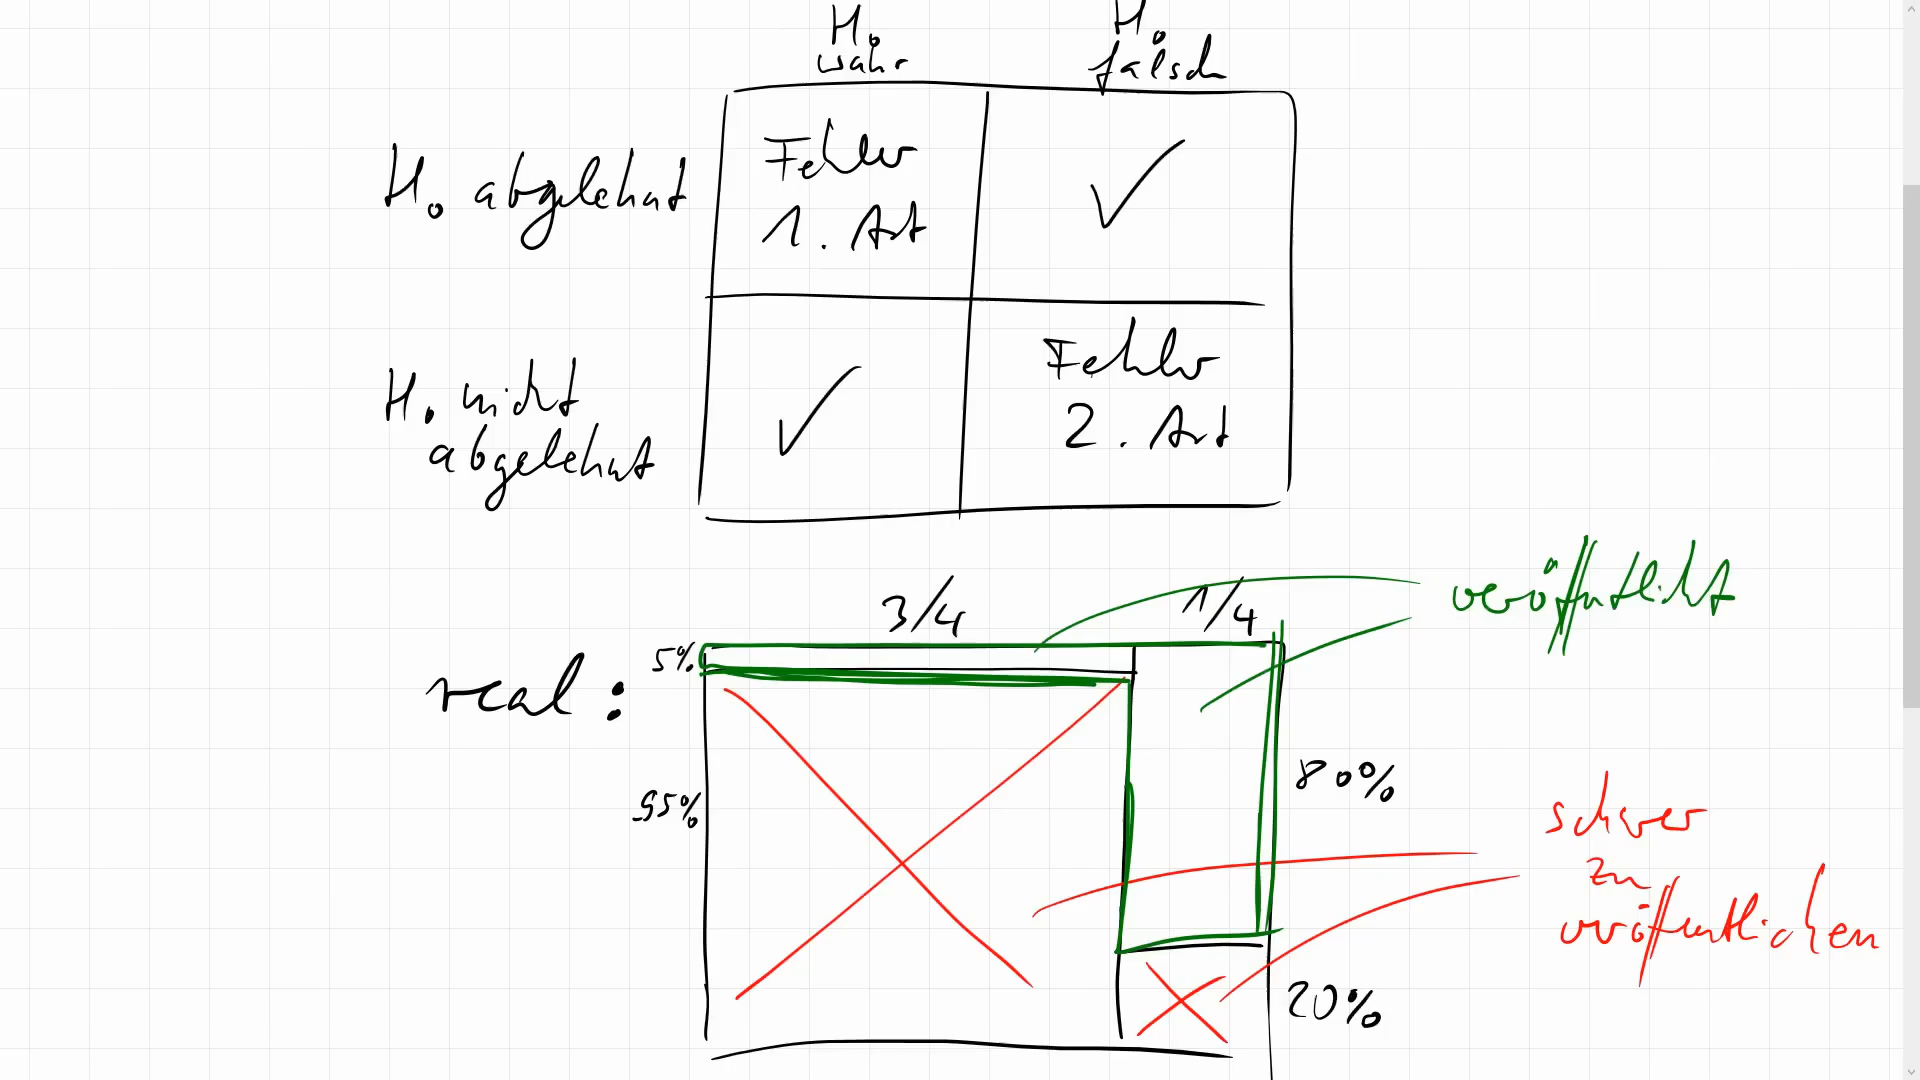 H₀ wahr
H₀ falsch
H₀ abgelehnt
Fehler
1. Art
✓
H₀ nicht
abgelehnt
✓
Fehler
2. Art
3/4
1/4
veröffentlicht
real:
5%
95%
80%
20%
schwer
zu
veröffentlichen